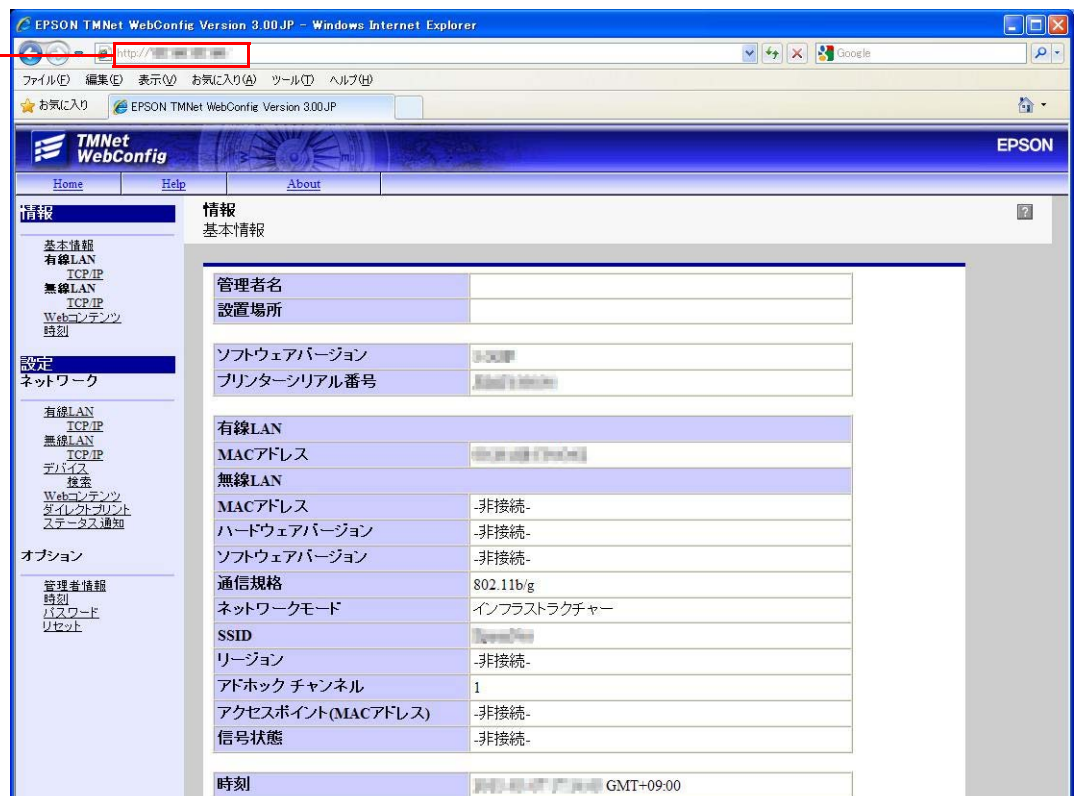 EPSON TMNet WebConfig Version 3.00JP - Windows Internet Explorer
http://
Google
ファイル(F) 編集(E) 表示(V) お気に入り(A) ツール(T) ヘルプ(H)
お気に入り EPSON TMNet WebConfig Version 3.00JP
TMNet
WebConfig
EPSON
Home Help About
情報
基本情報
有線LAN
TCP/IP
無線LAN
TCP/IP
Webコンテンツ
時刻
設定
ネットワーク
有線LAN
TCP/IP
無線LAN
TCP/IP
デバイス
検索
Webコンテンツ
ダイレクトプリント
ステータス通知
オプション
管理者情報
時刻
パスワード
リセット
情報
基本情報
?
管理者名
設置場所
ソフトウェアバージョン
プリンターシリアル番号
有線LAN
MACアドレス
無線LAN
MACアドレス -非接続-
ハードウェアバージョン -非接続-
ソフトウェアバージョン -非接続-
通信規格 802.11b/g
ネットワークモード インフラストラクチャー
SSID
リージョン -非接続-
アドホック チャンネル 1
アクセスポイント(MACアドレス) -非接続-
信号状態 -非接続-
時刻 GMT+09:00